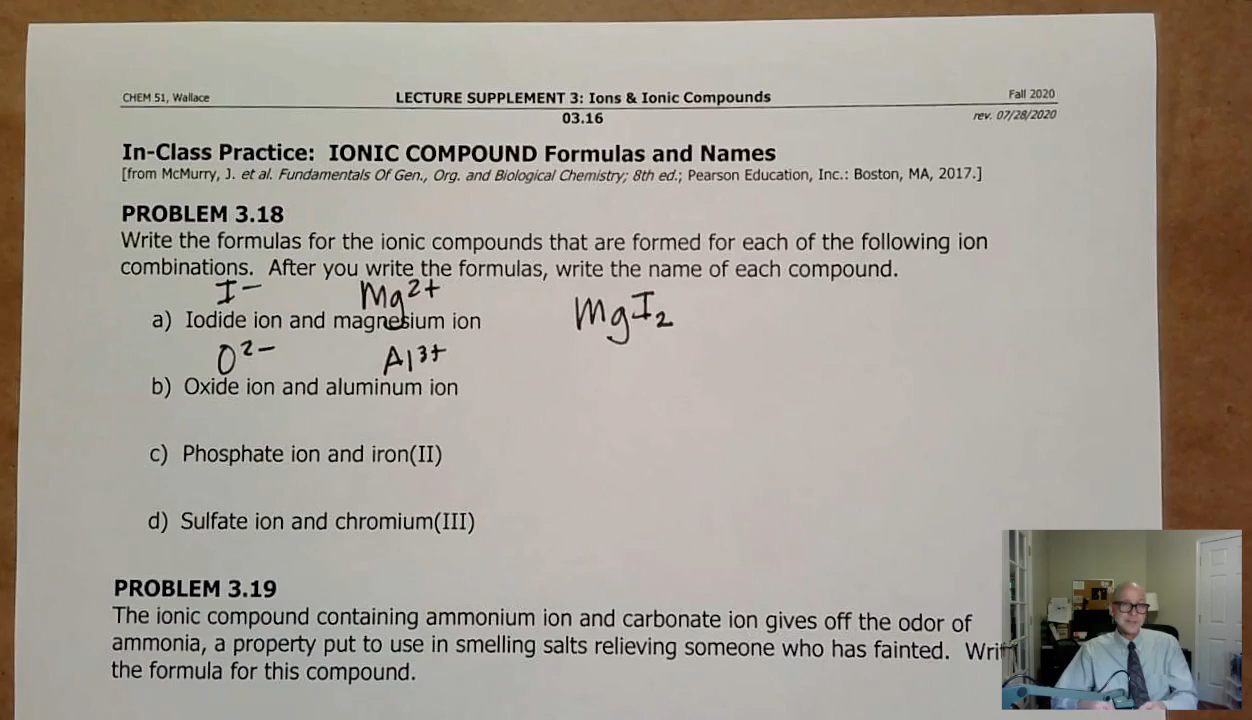 CHEM 51, Wallace LECTURE SUPPLEMENT 3: Ions & Ionic Compounds Fall 2020
03.16 rev. 07/28/2020
In-Class Practice: IONIC COMPOUND Formulas and Names
[from McMurry, J. et al. Fundamentals Of Gen., Org. and Biological Chemistry; 8th ed.; Pearson Education, Inc.: Boston, MA, 2017.]
PROBLEM 3.18
Write the formulas for the ionic compounds that are formed for each of the following ion
combinations. After you write the formulas, write the name of each compound.
I⁻ Mg²⁺ MgI₂
a) Iodide ion and magnesium ion
O²⁻ Al³⁺
b) Oxide ion and aluminum ion
c) Phosphate ion and iron(II)
d) Sulfate ion and chromium(III)
PROBLEM 3.19
The ionic compound containing ammonium ion and carbonate ion gives off the odor of
ammonia, a property put to use in smelling salts relieving someone who has fainted.
the formula for this compound.